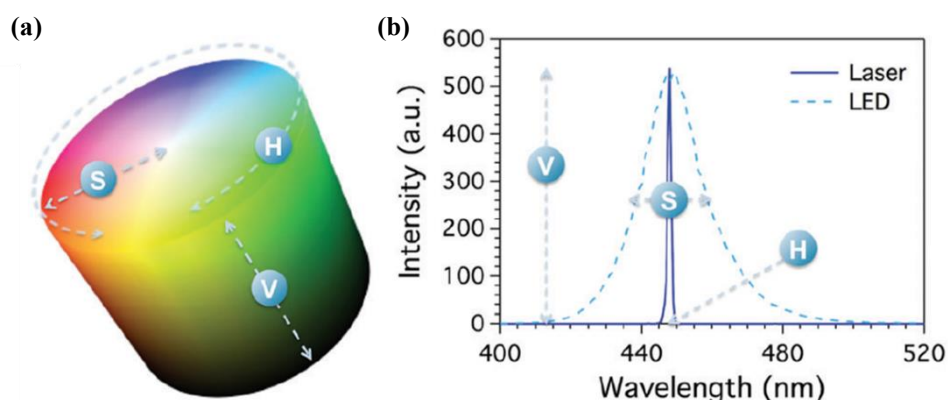 (a)
S
H
V
(b)
600
500
400
300
200
100
0
Intensity (a.u.)
V
S
H
Laser
LED
400
440
480
520
Wavelength (nm)